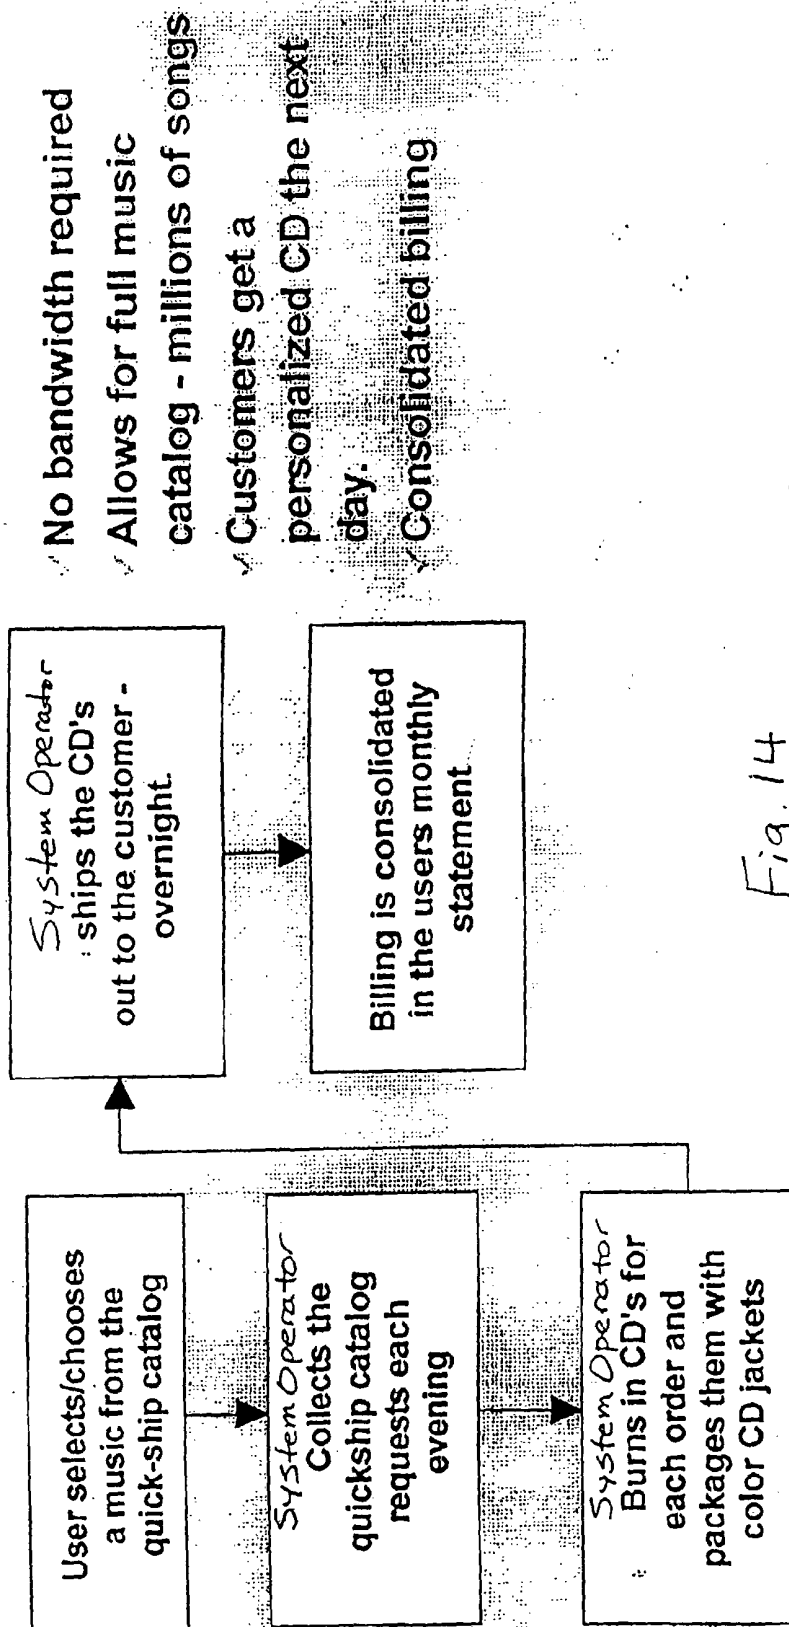 User selects/chooses
a music from the
quick-ship catalog
System Operator
Collects the
quickship catalog
requests each
evening
System Operator
Burns in CD's for
each order and
packages them with
color CD jackets
System Operator
ships the CD's
out to the customer -
overnight.
Billing is consolidated
in the users monthly
statement
✓ No bandwidth required
✓ Allows for full music
catalog - millions of songs
✓ Customers get a
personalized CD the next
day.
✓ Consolidated billing
Fig. 14